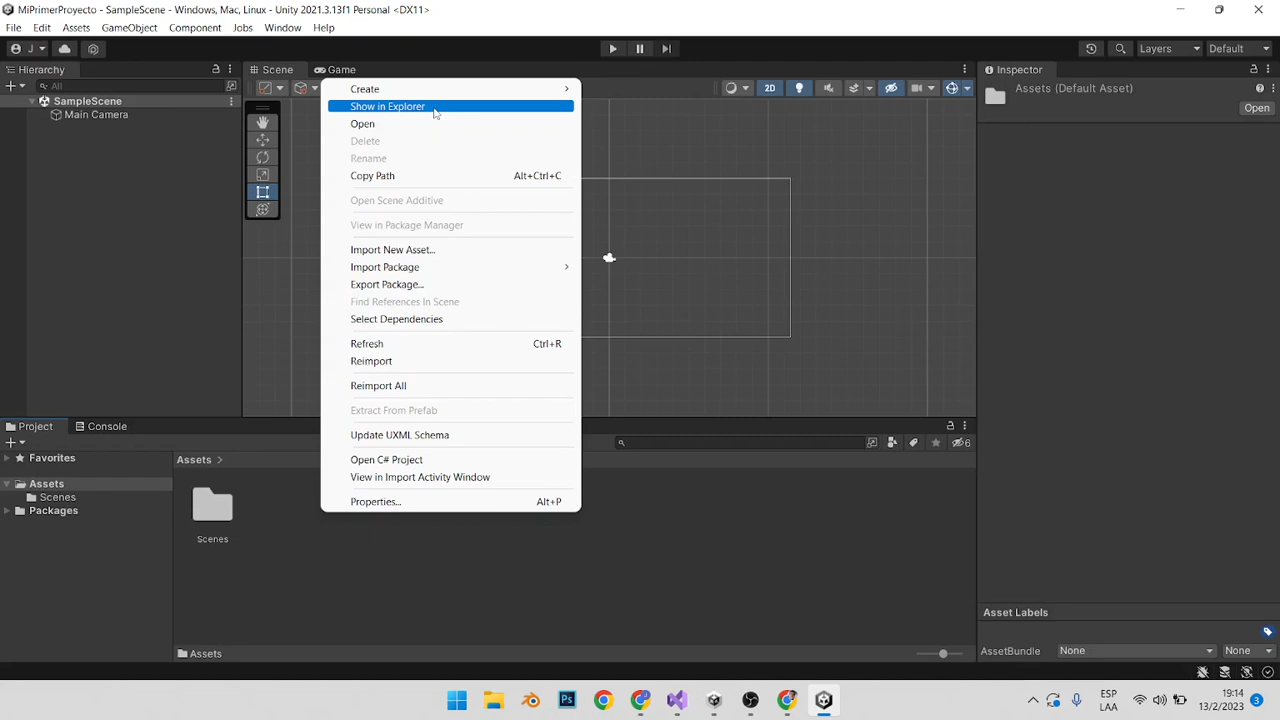 MiPrimerProyecto - SampleScene - Windows, Mac, Linux - Unity 2021.3.13f1 Personal <DX11>
File Edit Assets GameObject Component Jobs Window Help
J Layers Default
Hierarchy Scene Game Inspector
All
SampleScene
Main Camera
Create
Show in Explorer
Open
Delete
Rename
Copy Path Alt+Ctrl+C
Open Scene Additive
View in Package Manager
Import New Asset...
Import Package
Export Package...
Find References In Scene
Select Dependencies
Refresh Ctrl+R
Reimport
Reimport All
Extract From Prefab
Update UXML Schema
Open C# Project
View in Import Activity Window
Properties... Alt+P
2D
Assets (Default Asset)
Open
Project Console
6
Favorites
Assets
Scenes
Packages
Assets
Scenes
Assets
Asset Labels
AssetBundle None None
Ps
ESP
LAA
19:14
13/2/2023
3